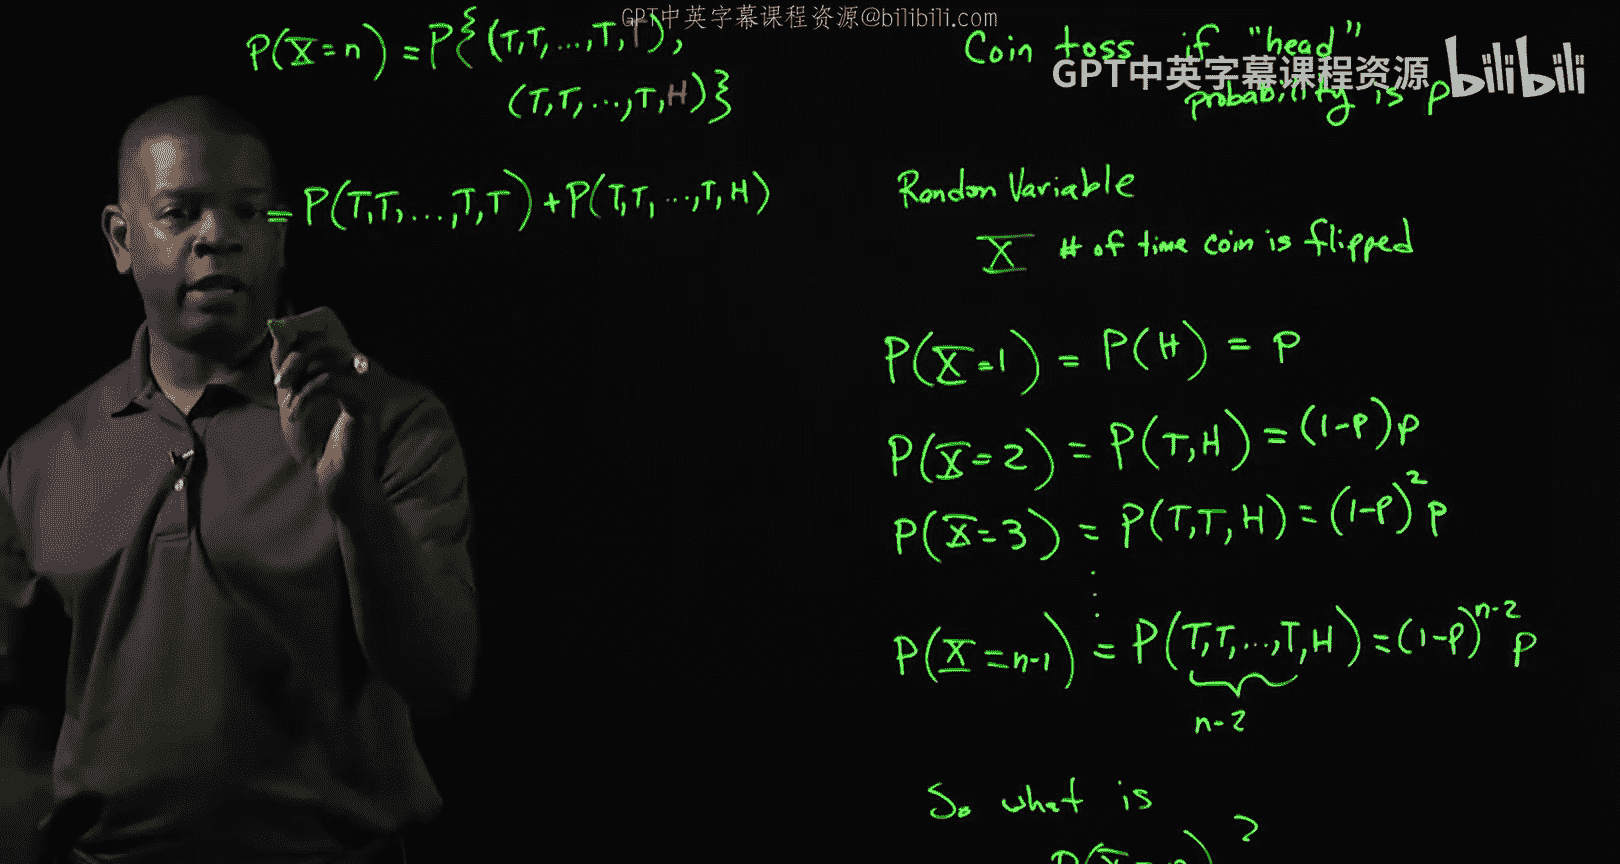 GPT中英字幕课程资源@bilibili.com
P(X=n) = P{(T,T,...,T,T),
(T,T,...,T,H)}
= P(T,T,...,T,T) + P(T,T,...,T,H)
Coin toss if "head"
probability is p
GPT中英字幕课程资源 bilibili
Random Variable
X # of time coin is flipped
P(X=1) = P(H) = p
P(X=2) = P(T,H) = (1-p)p
P(X=3) = P(T,T,H) = (1-p)²p
⋮
P(X=n-1) = P(T,T,...,T,H) = (1-p)ⁿ⁻²p
n-2
So what is
P(X=n)?